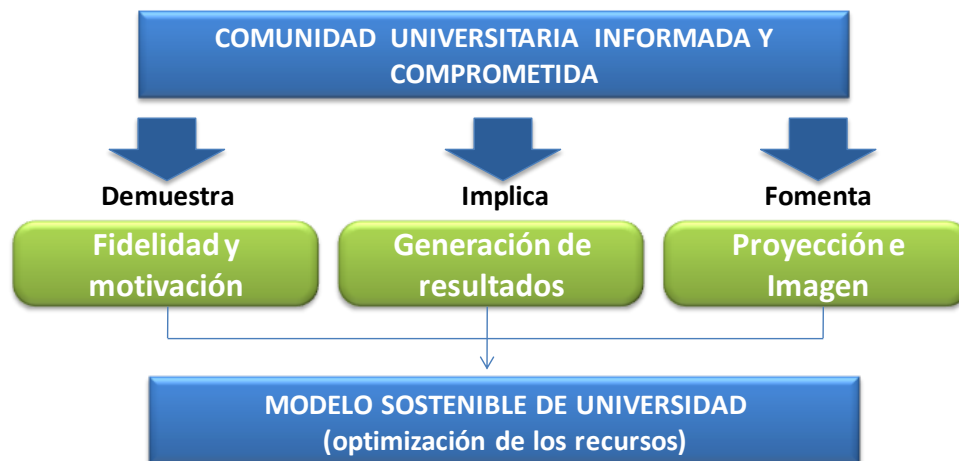 COMUNIDAD UNIVERSITARIA INFORMADA Y
COMPROMETIDA
Demuestra
Implica
Fomenta
Fidelidad y
motivación
Generación de
resultados
Proyección e
Imagen
MODELO SOSTENIBLE DE UNIVERSIDAD
(optimización de los recursos)